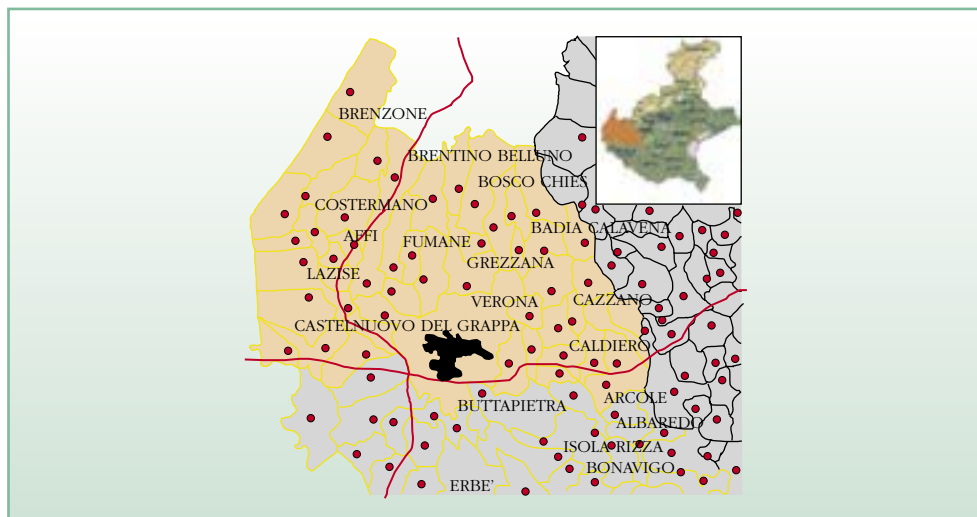 BRENZONE
BRENTINO BELLUNO
BOSCO CHIES
COSTERMANO
BADIA CALAVENA
AFFI
FUMANE
GREZZANA
LAZISE
VERONA
CAZZANO
CASTELNUOVO DEL GRAPPA
CALDIERO
ARCOLE
BUTTAPIETRA
ALBAREDO
ISOLA RIZZA
BONAVIGO
ERBE'